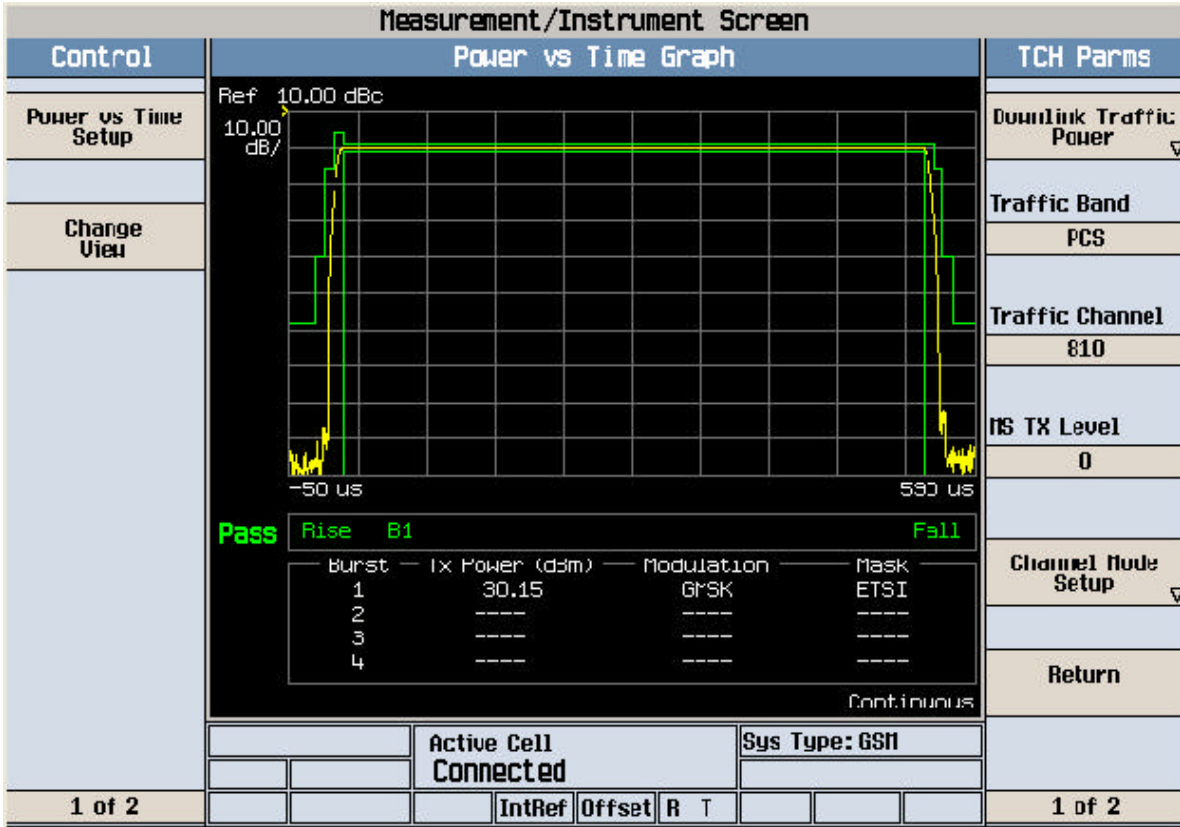 Measurement/Instrument Screen
Control
Power vs Time Graph
TCH Parms
Power vs Time
Setup
Change
View
1 of 2
Ref 10.00 dBc
10.00
dB/
-50 us
590 us
Pass
Rise B1 Fall
Burst Tx Power (dBm) Modulation Mask
1 30.15 GMSK ETSI
2 ---- ---- ----
3 ---- ---- ----
4 ---- ---- ----
Continuous
Active Cell
Connected
Sys Type: GSM
IntRef Offset R T
Downlink Traffic
Power
Traffic Band
PCS
Traffic Channel
810
MS TX Level
0
Channel Mode
Setup
Return
1 of 2